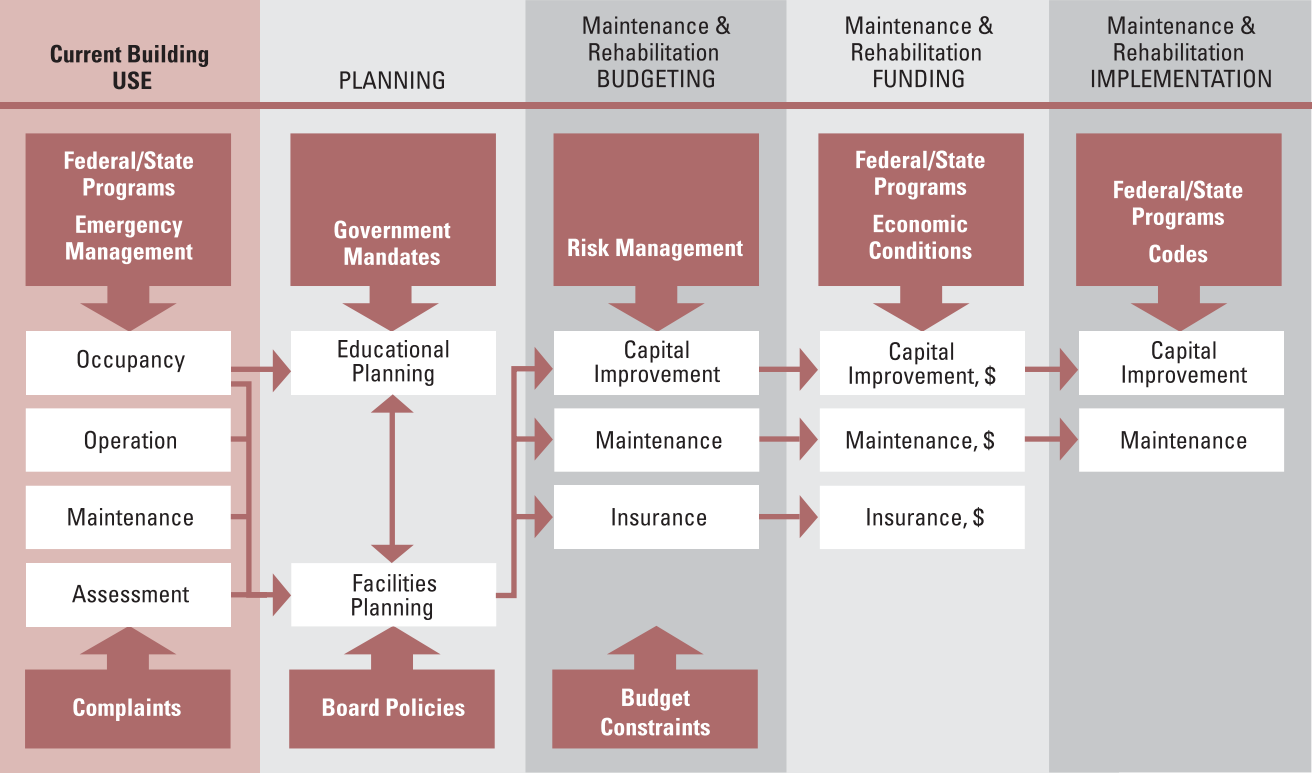 Current Building
USE
PLANNING
Maintenance &
Rehabilitation
BUDGETING
Maintenance &
Rehabilitation
FUNDING
Maintenance &
Rehabilitation
IMPLEMENTATION
Federal/State
Programs
Emergency
Management
Government
Mandates
Risk Management
Federal/State
Programs
Economic
Conditions
Federal/State
Programs
Codes
Occupancy
Educational
Planning
Capital
Improvement
Capital
Improvement, $
Capital
Improvement
Operation
Maintenance
Maintenance, $
Maintenance
Maintenance
Insurance
Insurance, $
Assessment
Facilities
Planning
Complaints
Board Policies
Budget
Constraints